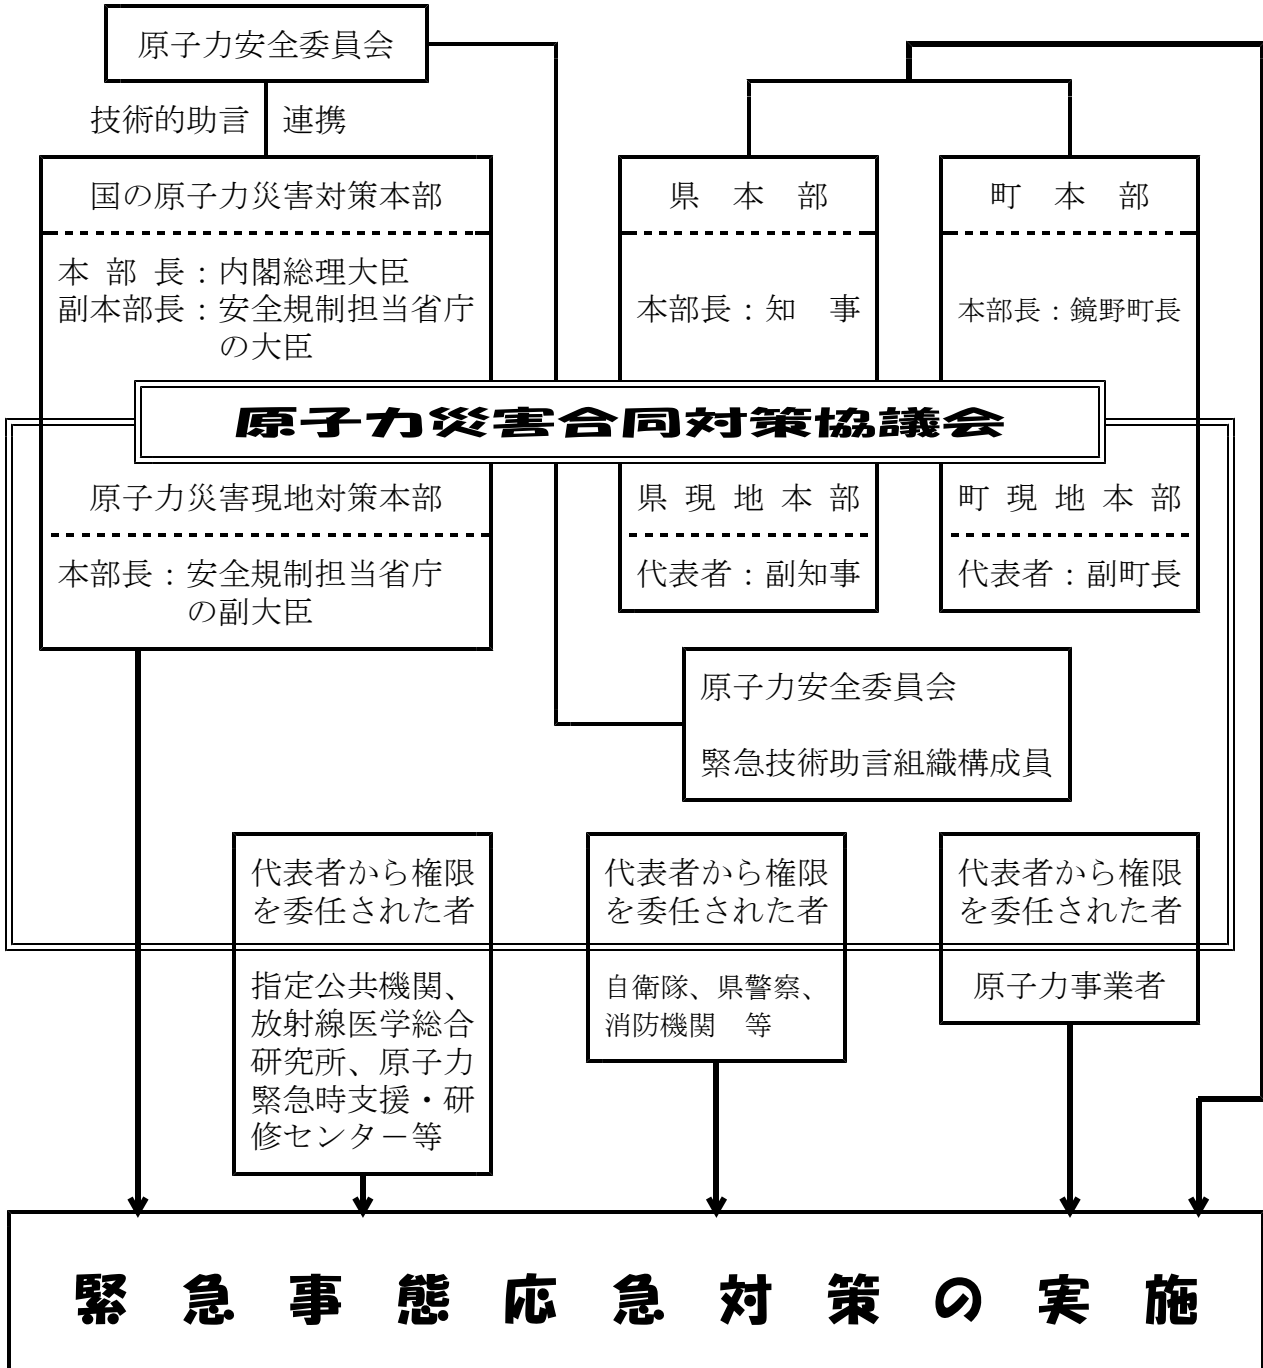 原子力安全委員会
技術的助言 連携
国の原子力災害対策本部
本部長：内閣総理大臣
副本部長：安全規制担当省庁
の大臣
県本部
本部長：知 事
町本部
本部長：鏡野町長
原子力災害合同対策協議会
原子力災害現地対策本部
本部長：安全規制担当省庁
の副大臣
県現地本部
代表者：副知事
町現地本部
代表者：副町長
原子力安全委員会
緊急技術助言組織構成員
代表者から権限
を委任された者
指定公共機関、
放射線医学総合
研究所、原子力
緊急時支援・研
修センタ－等
代表者から権限
を委任された者
自衛隊、県警察、
消防機関 等
代表者から権限
を委任された者
原子力事業者
緊急事態応急対策の実施